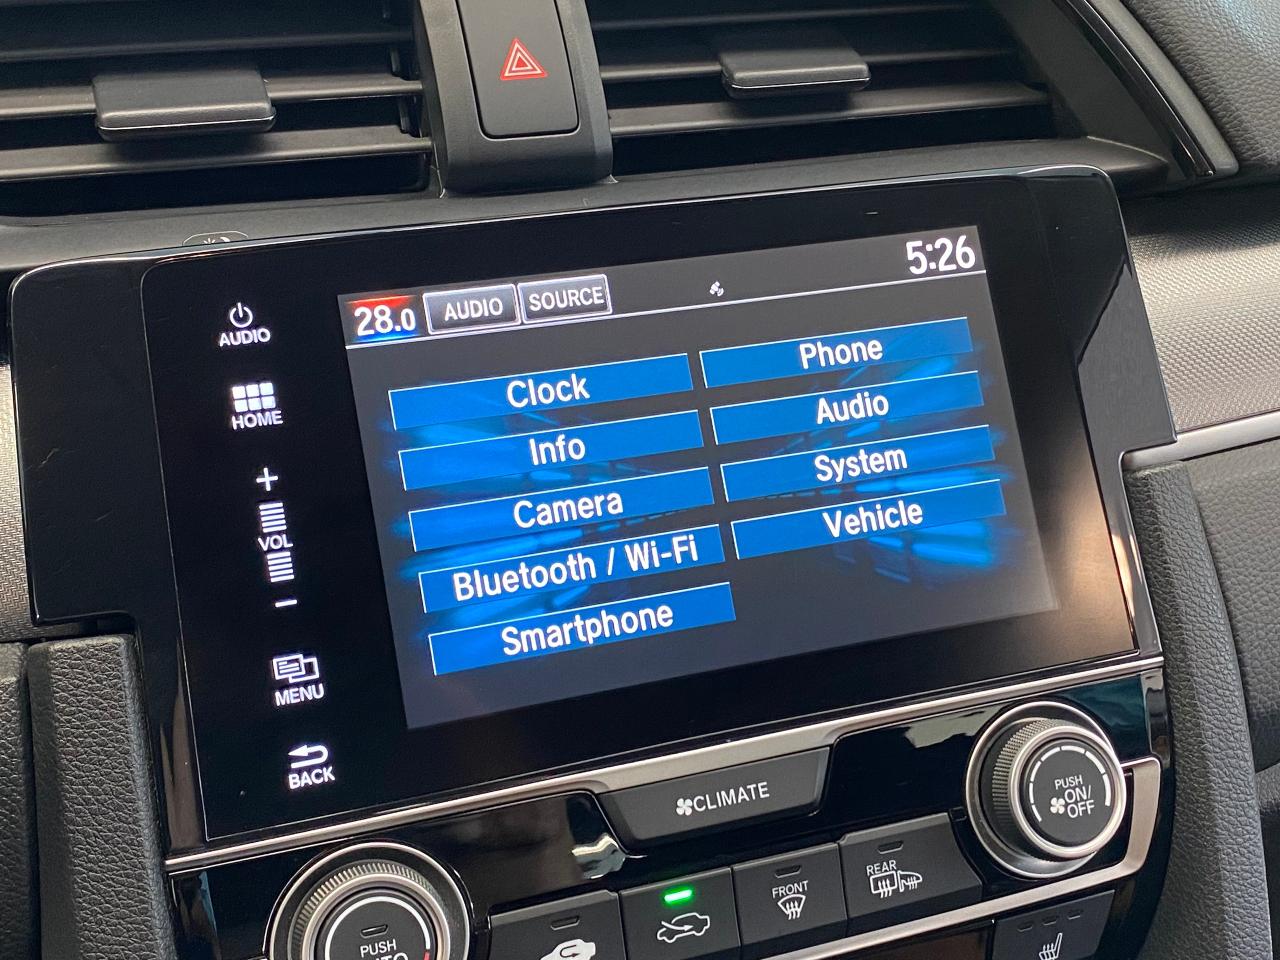 5:26
28.0 AUDIO SOURCE
AUDIO
HOME
+
VOL
-
MENU
BACK
Clock
Info
Camera
Bluetooth / Wi-Fi
Smartphone
Phone
Audio
System
Vehicle
CLIMATE
PUSH
ON/
OFF
FRONT
REAR
PUSH